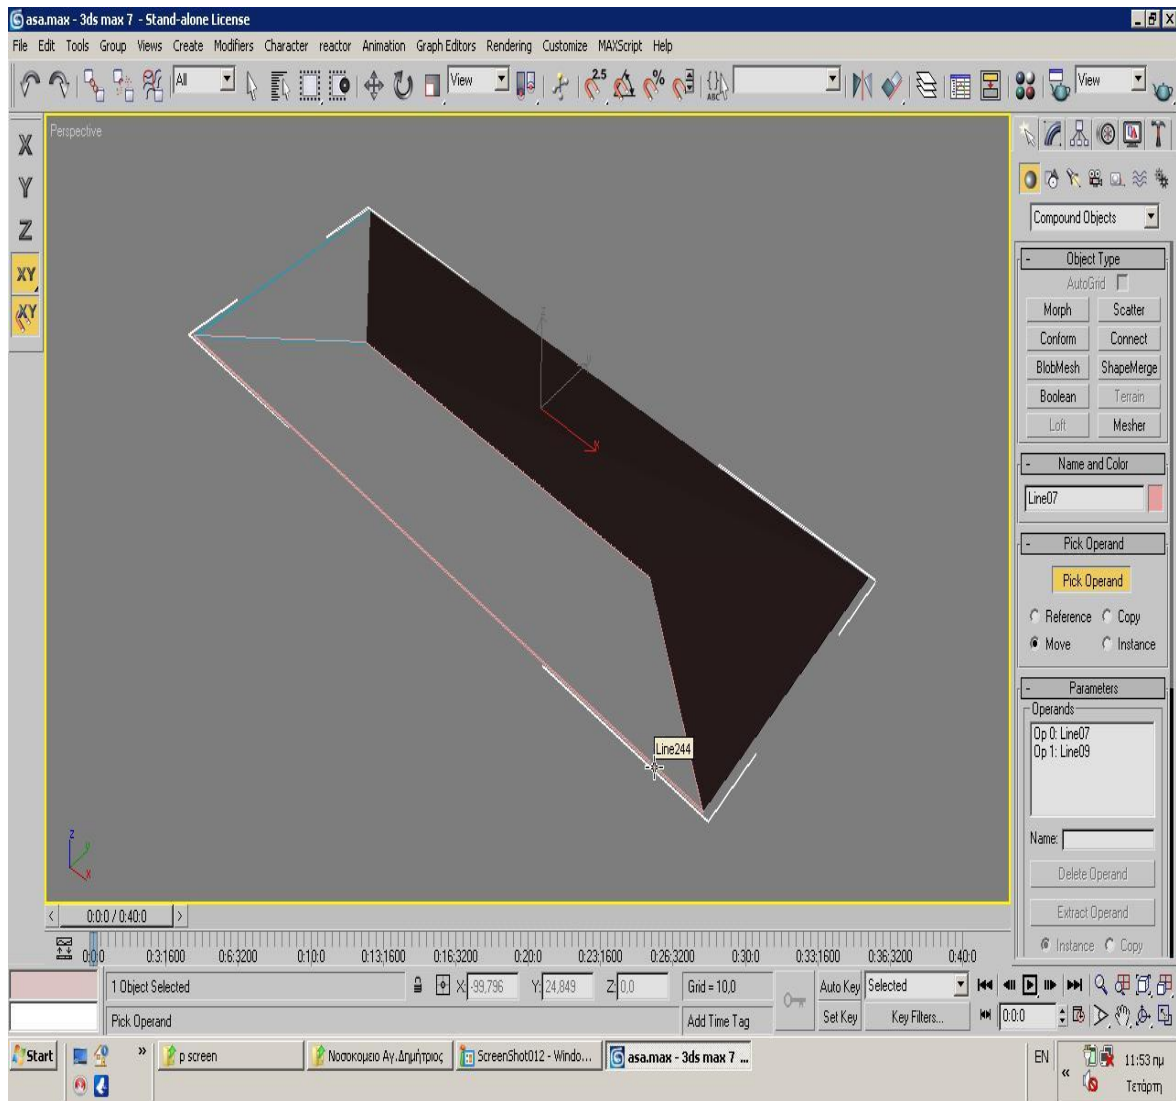 asa.max - 3ds max 7 - Stand-alone License
File Edit Tools Group Views Create Modifiers Character reactor Animation Graph Editors Rendering Customize MAXScript Help
All
View
2.5
%
ABC
View
X
Y
Z
XY
XY
Perspective
x
Line244
z
y
x
Compound Objects
- Object Type
AutoGrid
Morph Scatter
Conform Connect
BlobMesh ShapeMerge
Boolean Terrain
Loft Mesher
- Name and Color
Line07
- Pick Operand
Pick Operand
Reference Copy
Move Instance
- Parameters
Operands
Op 0: Line07
Op 1: Line09
Name:
Delete Operand
Extract Operand
Instance Copy
< 0:0:0 / 0:40:0 >
0:0:0 0:3:1600 0:6:3200 0:10:0 0:13:1600 0:16:3200 0:20:0 0:23:1600 0:26:3200 0:30:0 0:33:1600 0:36:3200 0:40:0
1 Object Selected X: -99,796 Y: 24,849 Z: 0,0 Grid = 10,0 Auto Key Selected
Pick Operand Add Time Tag Set Key Key Filters... 0:0:0
Start » p screen Νοσοκομειο Αγ.Δημήτριος ScreenShot012 - Windo... asa.max - 3ds max 7 ... EN « 11:53 πμ
Τετάρτη